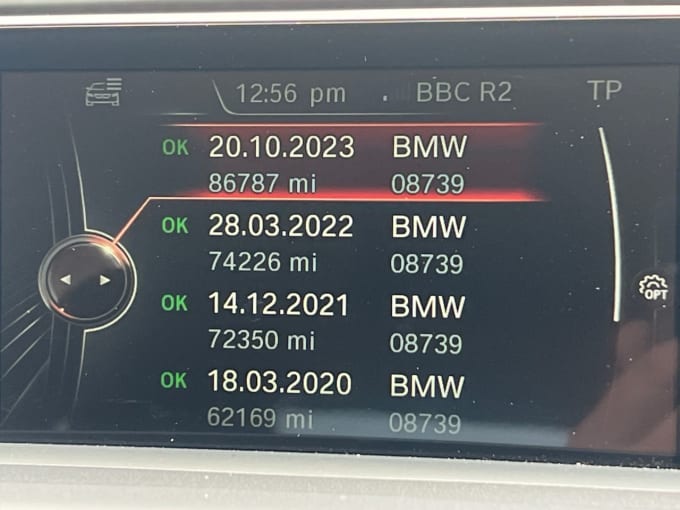 12:56 pm BBC R2 TP
OK 20.10.2023 BMW
86787 mi 08739
OK 28.03.2022 BMW
74226 mi 08739
OPT
OK 14.12.2021 BMW
72350 mi 08739
OK 18.03.2020 BMW
62169 mi 08739